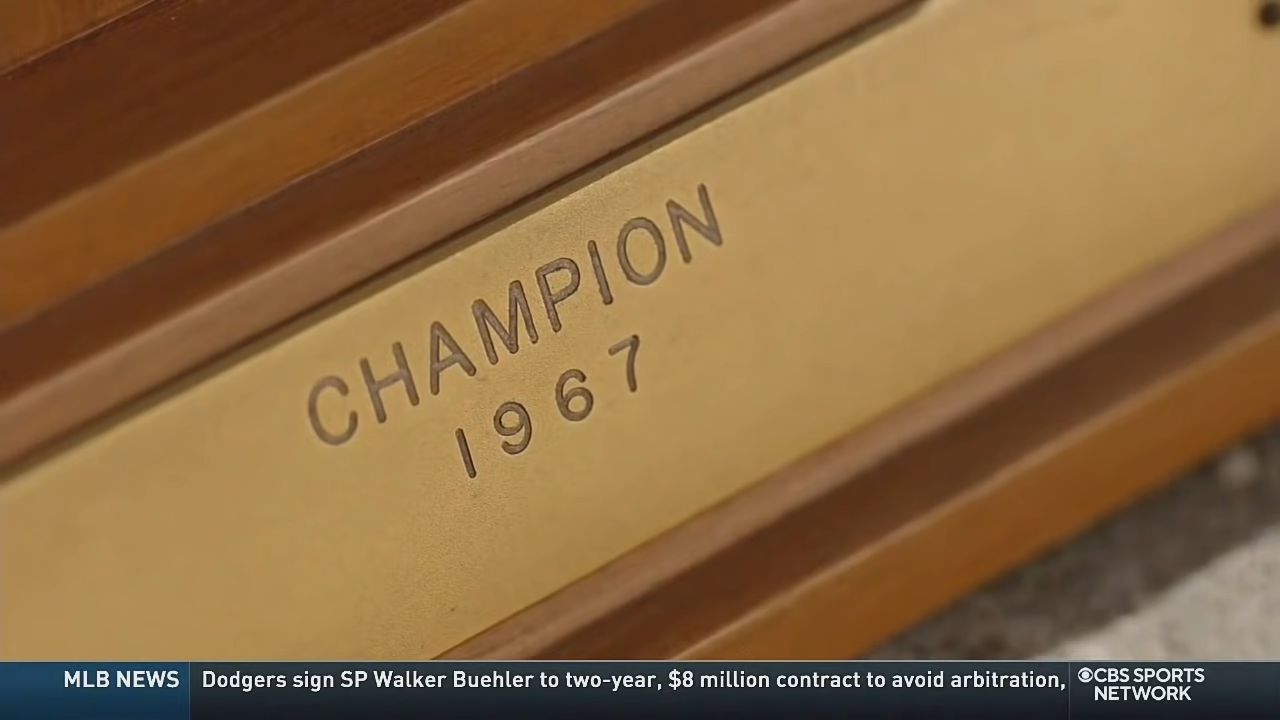 CHAMPION
1967
MLB NEWS
Dodgers sign SP Walker Buehler to two-year, $8 million contract to avoid arbitration,
CBS SPORTS
NETWORK